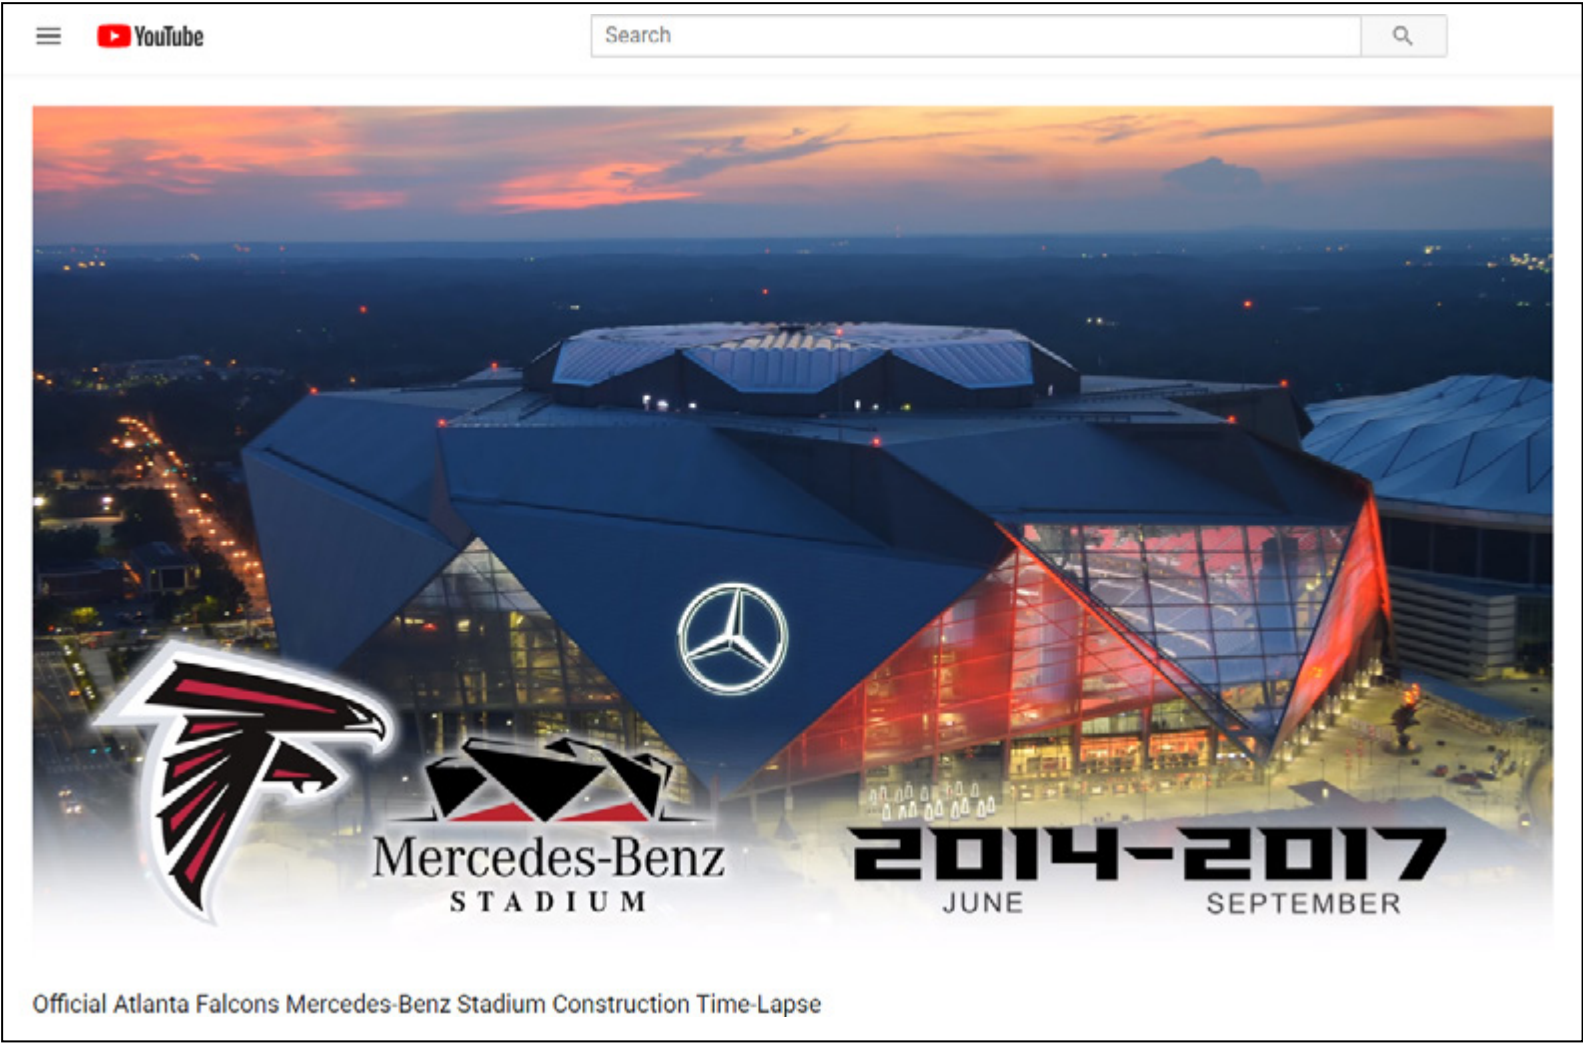 YouTube
Search
Mercedes-Benz
STADIUM
2014-2017
JUNE SEPTEMBER
Official Atlanta Falcons Mercedes-Benz Stadium Construction Time-Lapse